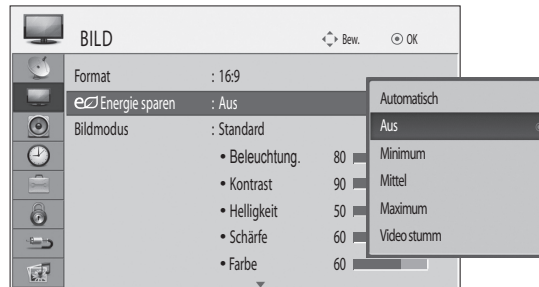 BILD Bew. OK
Format : 16:9
Energie sparen : Aus
Bildmodus : Standard
• Beleuchtung. 80
• Kontrast 90
• Helligkeit 50
• Schärfe 60
• Farbe 60
Automatisch
Aus
Minimum
Mittel
Maximum
Video stumm